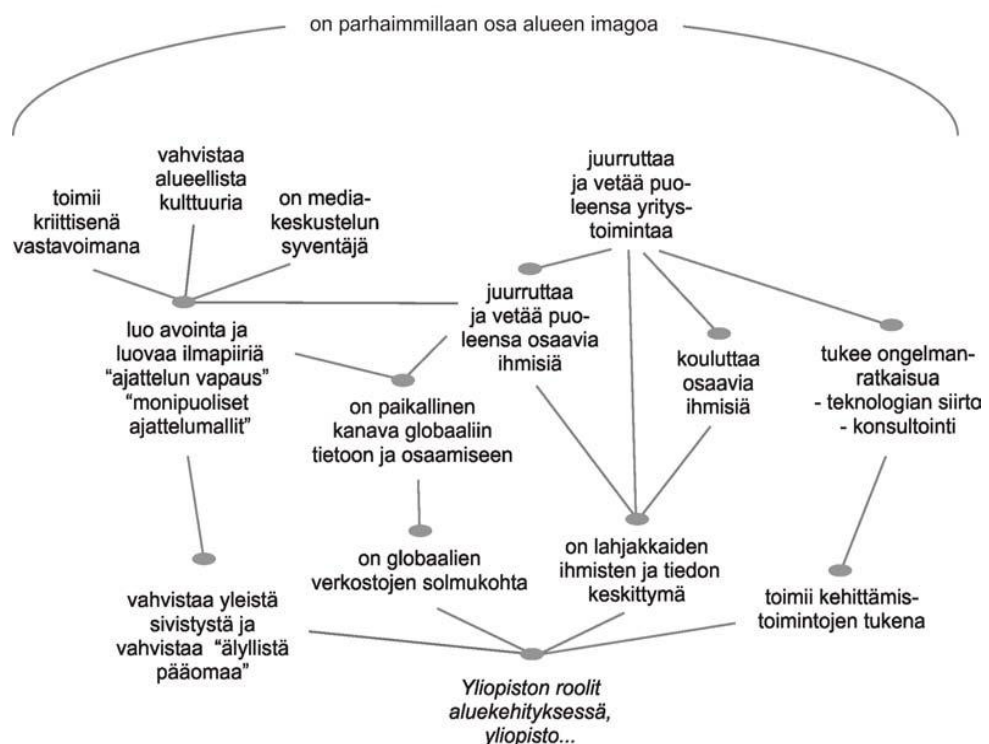 on parhaimmillaan osa alueen imagoa
vahvistaa
alueellista
kulttuuria
toimii
kriittisenä
vastavoimana
on media-
keskustelun
syventäjä
juurruttaa
ja vetää puo-
leensa yritys-
toimintaa
luo avointa ja
luovaa ilmapiiriä
“ajattelun vapaus”
“monipuoliset
ajattelumallit”
juurruttaa
ja vetää puo-
leensa osaavia
ihmisiä
kouluttaa
osaavia
ihmisiä
tukee ongelman-
ratkaisua
- teknologian siirto
- konsultointi
on paikallinen
kanava globaaliin
tietoon ja osaamiseen
on globaalien
verkostojen solmukohta
on lahjakkaiden
ihmisten ja tiedon
keskittymä
vahvistaa yleistä
sivistystä ja
vahvistaa “älyllistä
pääomaa”
toimii kehittämis-
toimintojen tukena
Yliopiston roolit
aluekehityksessä,
yliopisto...